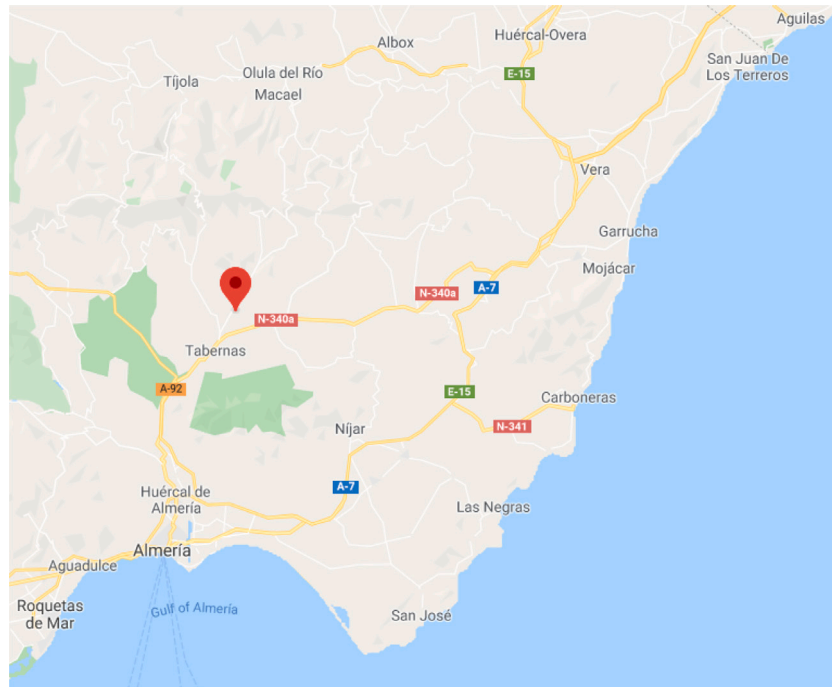 Aguilas
Huércal-Overa
Albox
San Juan De
Los Terreros
E-15
Olula del Río
Tíjola
Macael
Vera
Garrucha
Mojácar
A-7
N-340a
N-340a
Tabernas
A-92
E-15
Carboneras
N-341
Níjar
A-7
Huércal de
Almería
Las Negras
Almería
Aguadulce
Roquetas
de Mar
Gulf of Almería
San José